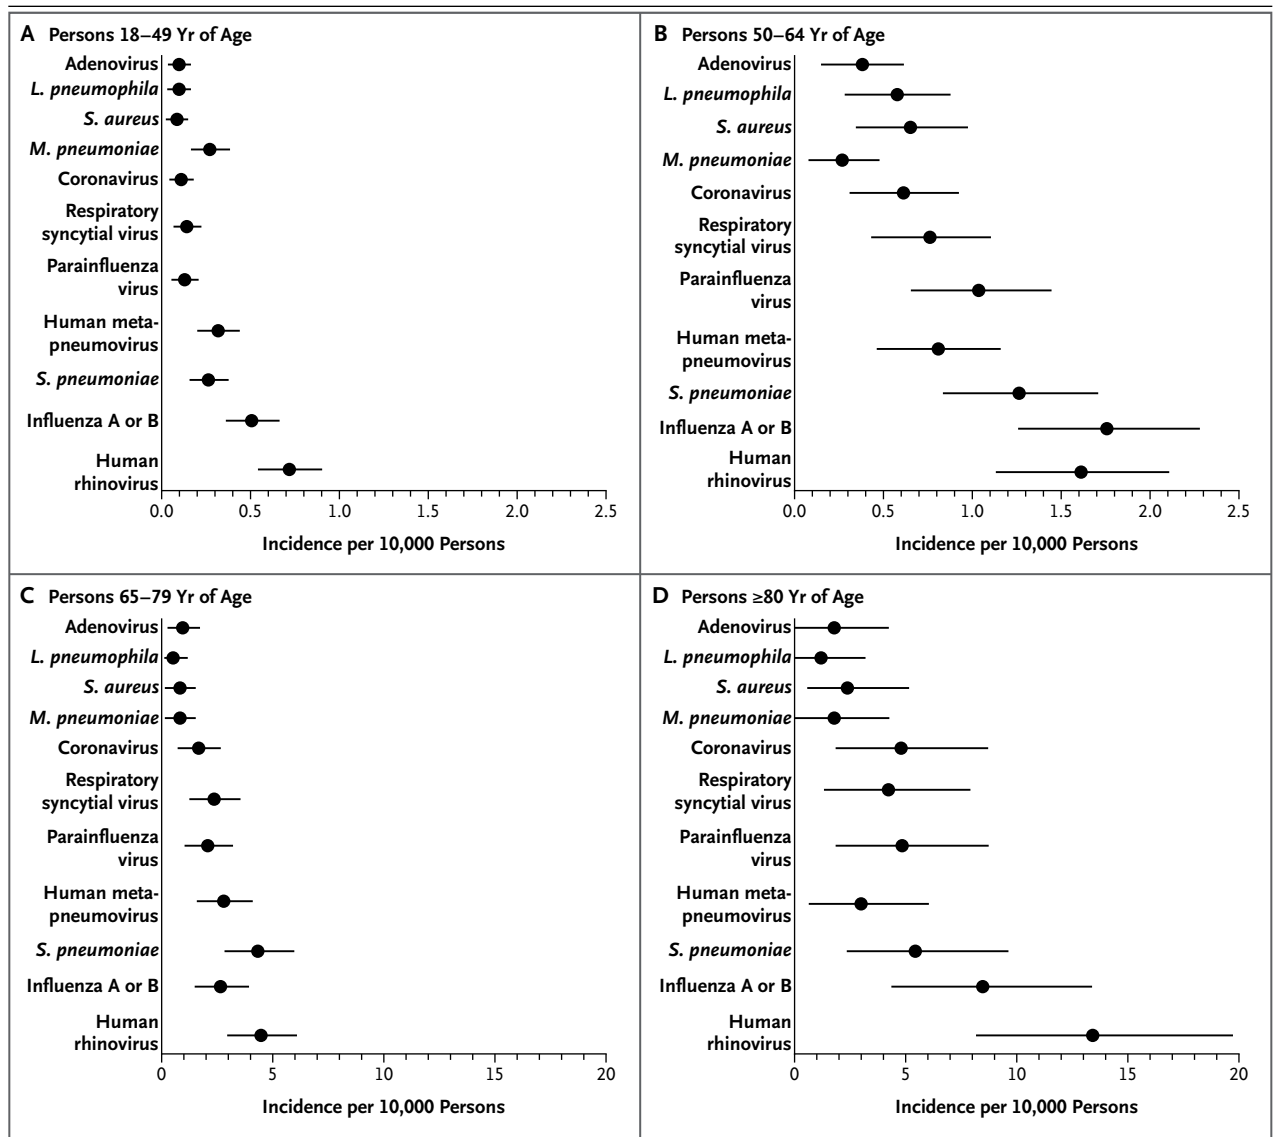 A Persons 18–49 Yr of Age
Adenovirus
L. pneumophila
S. aureus
M. pneumoniae
Coronavirus
Respiratory
syncytial virus
Parainfluenza
virus
Human meta-
pneumovirus
S. pneumoniae
Influenza A or B
Human
rhinovirus
0.0 0.5 1.0 1.5 2.0 2.5
Incidence per 10,000 Persons
B Persons 50–64 Yr of Age
Adenovirus
L. pneumophila
S. aureus
M. pneumoniae
Coronavirus
Respiratory
syncytial virus
Parainfluenza
virus
Human meta-
pneumovirus
S. pneumoniae
Influenza A or B
Human
rhinovirus
0.0 0.5 1.0 1.5 2.0 2.5
Incidence per 10,000 Persons
C Persons 65–79 Yr of Age
Adenovirus
L. pneumophila
S. aureus
M. pneumoniae
Coronavirus
Respiratory
syncytial virus
Parainfluenza
virus
Human meta-
pneumovirus
S. pneumoniae
Influenza A or B
Human
rhinovirus
0 5 10 15 20
Incidence per 10,000 Persons
D Persons ≥80 Yr of Age
Adenovirus
L. pneumophila
S. aureus
M. pneumoniae
Coronavirus
Respiratory
syncytial virus
Parainfluenza
virus
Human meta-
pneumovirus
S. pneumoniae
Influenza A or B
Human
rhinovirus
0 5 10 15 20
Incidence per 10,000 Persons